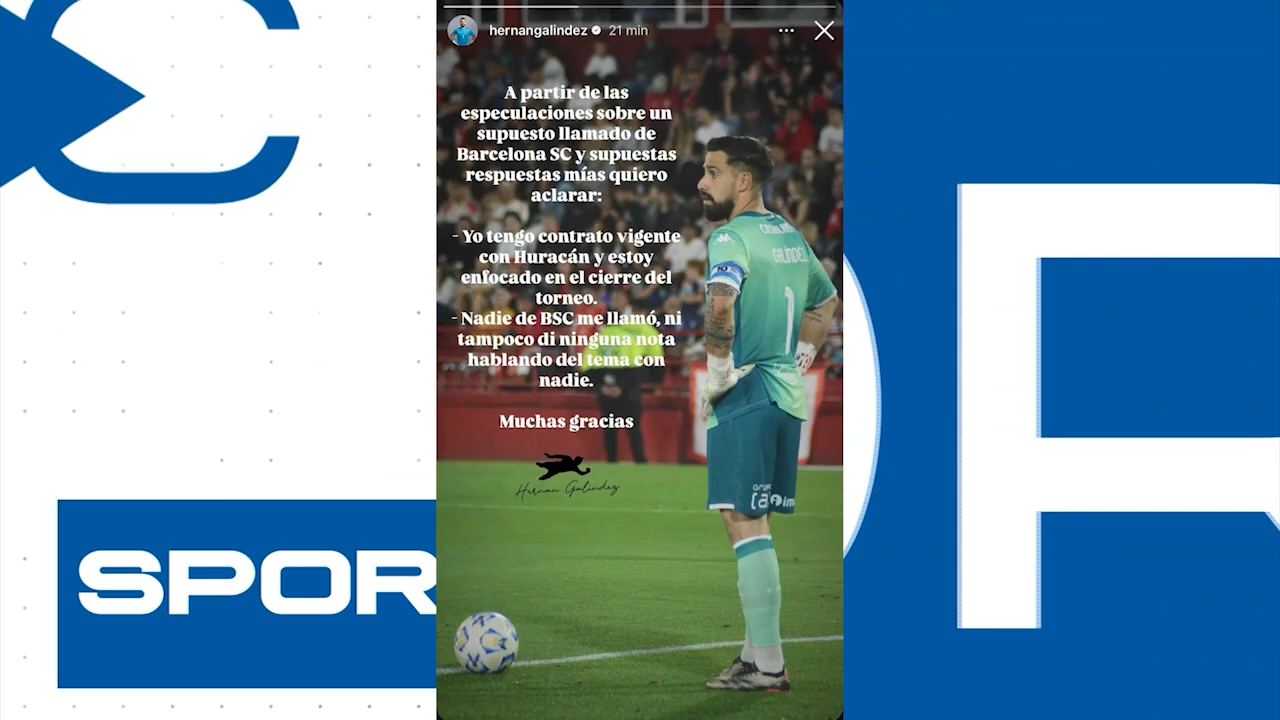 hernangalindez 21 min
A partir de las
especulaciones sobre un
supuesto llamado de
Barcelona SC y supuestas
respuestas mías quiero
aclarar:
- Yo tengo contrato vigente
con Huracán y estoy
enfocado en el cierre del
torneo.
- Nadie de BSC me llamó, ni
tampoco di ninguna nota
hablando del tema con
nadie.
Muchas gracias
Hernan Galindez
GALÍNDEZ
1
10
SPOR
R